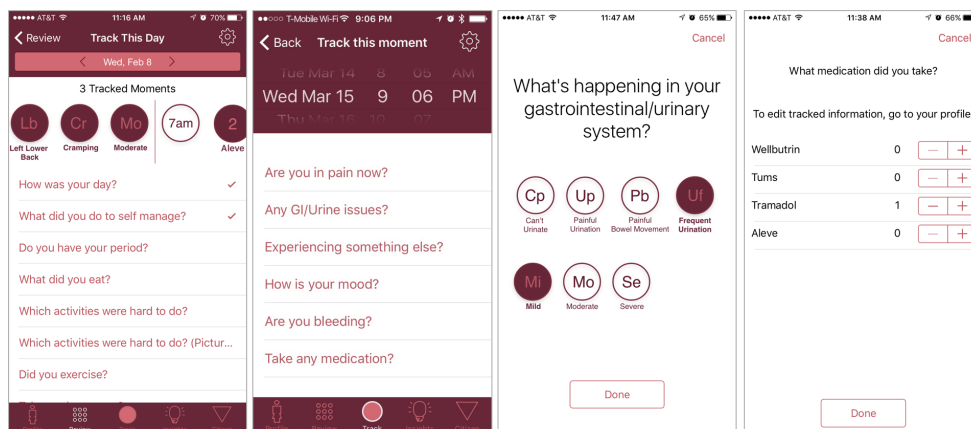 AT&T 11:16 AM 70%
Review Track This Day
Wed, Feb 8
3 Tracked Moments
Lb Cr Mo 7am 2
Left Lower Back Cramping Moderate Aleve
How was your day?
What did you do to self manage?
Do you have your period?
What did you eat?
Which activities were hard to do?
Which activities were hard to do? (Pictur...
Did you exercise?
Review
T-Mobile Wi-Fi 9:06 PM
Back Track this moment
Tue Mar 14 8 05 AM
Wed Mar 15 9 06 PM
Thu Mar 16 10 07
Are you in pain now?
Any GI/Urine issues?
Experiencing something else?
How is your mood?
Are you bleeding?
Take any medication?
Profile Review Track Insights Citizen
AT&T 11:47 AM 65%
Cancel
What's happening in your
gastrointestinal/urinary
system?
Cp Up Pb Uf
Can't Urinate Painful Urination Painful Bowel Movement Frequent Urination
Mi Mo Se
Mild Moderate Severe
Done
AT&T 11:38 AM 66%
Cancel
What medication did you take?
To edit tracked information, go to your profile
Wellbutrin 0 − +
Tums 0 − +
Tramadol 1 − +
Aleve 0 − +
Done